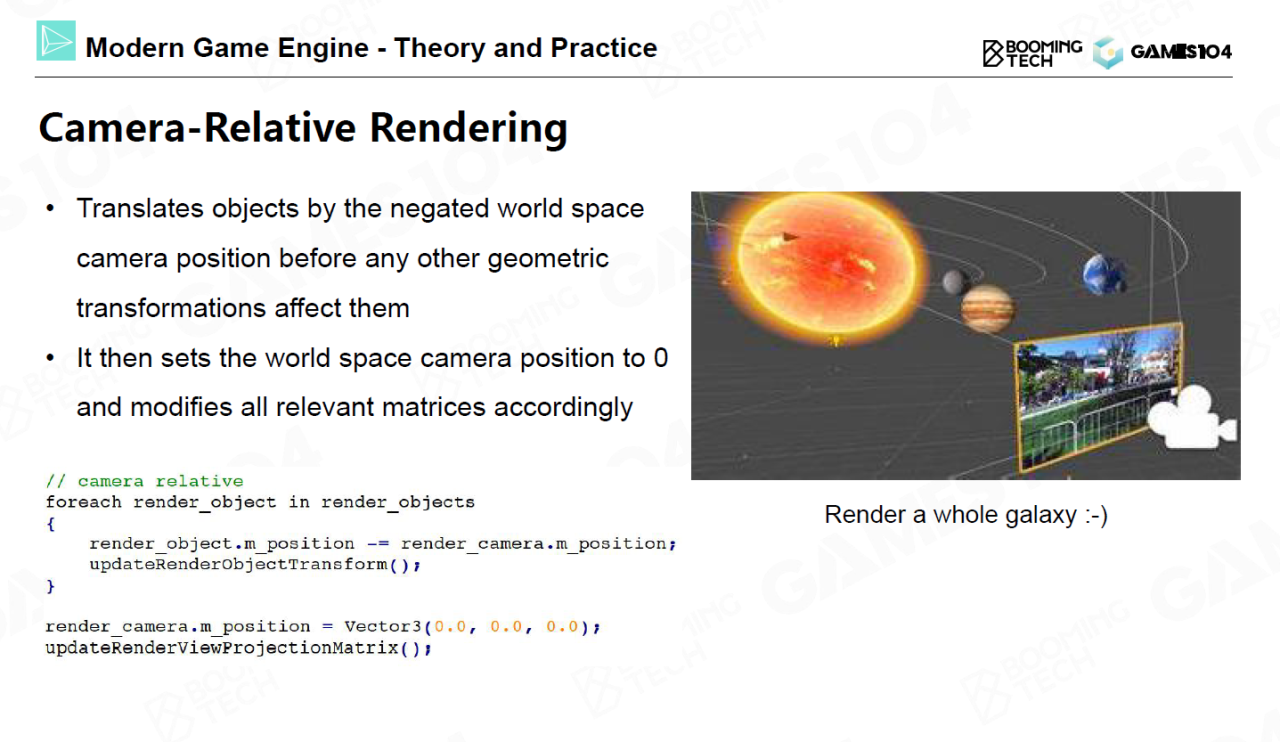 Modern Game Engine - Theory and Practice
BOOMING
TECH
GAMES104
Camera-Relative Rendering
• Translates objects by the negated world space
camera position before any other geometric
transformations affect them
• It then sets the world space camera position to 0
and modifies all relevant matrices accordingly
// camera relative
foreach render_object in render_objects
{
    render_object.m_position -= render_camera.m_position;
    updateRenderObjectTransform();
}
render_camera.m_position = Vector3(0.0, 0.0, 0.0);
updateRenderViewProjectionMatrix();
Render a whole galaxy :-)